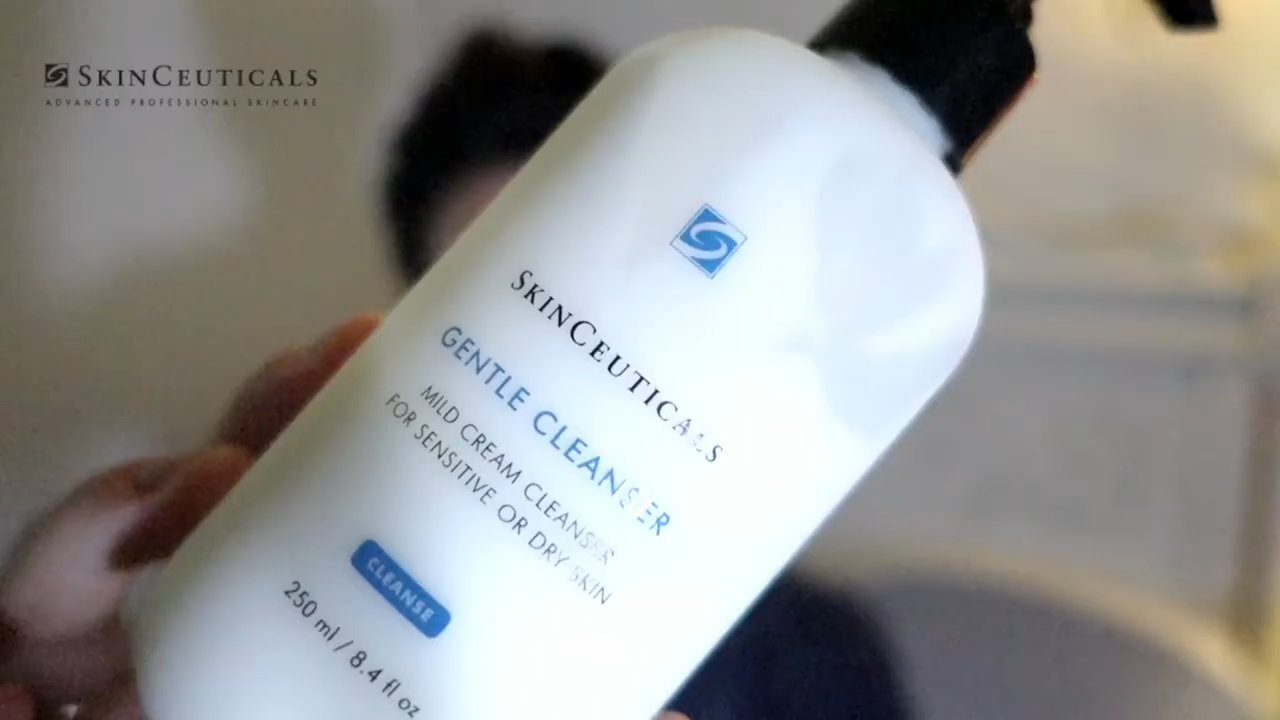 SKINCEUTICALS
ADVANCED PROFESSIONAL SKINCARE
SKINCEUTICALS
GENTLE CLEANSER
MILD CREAM CLEANSER
FOR SENSITIVE OR DRY SKIN
CLEANSE
250 ml / 8.4 fl oz